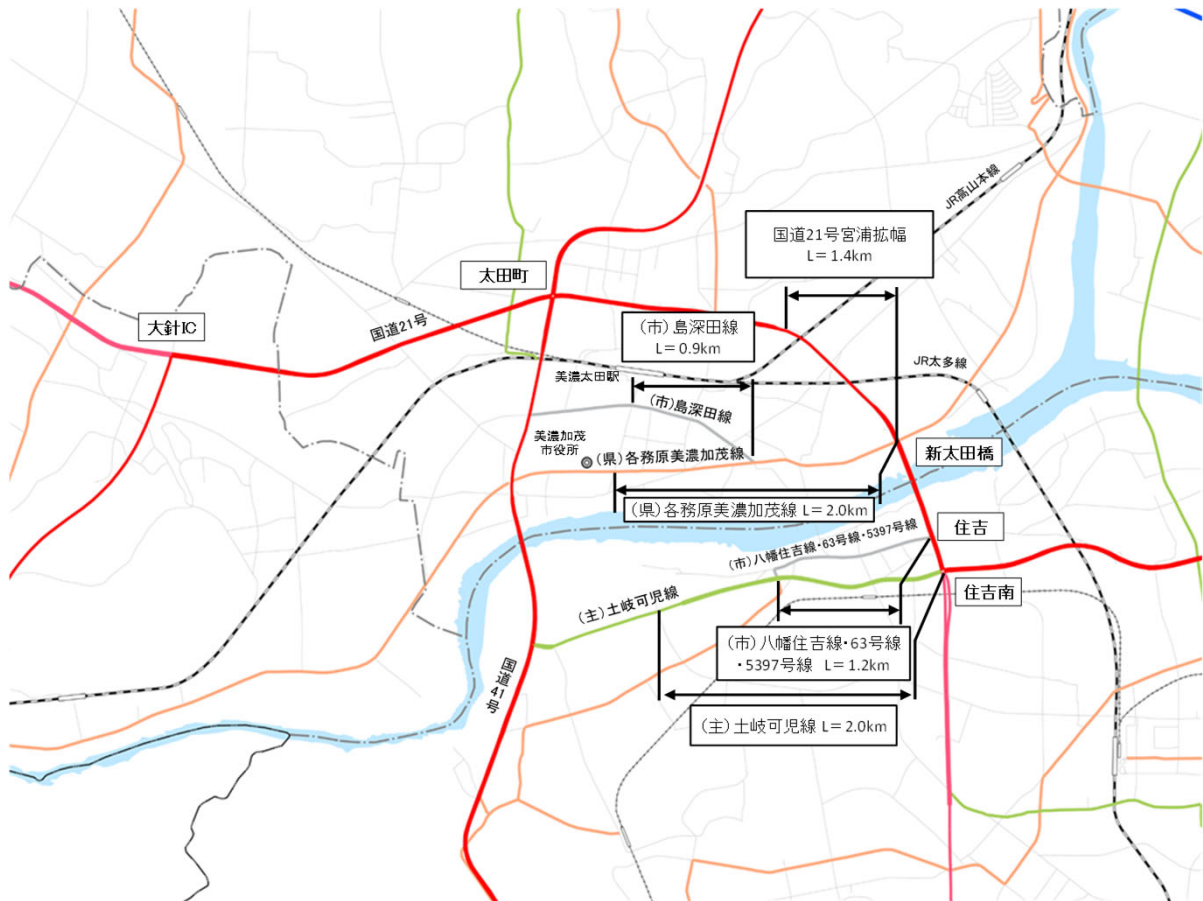 JR高山本線
国道21号宮浦拡幅
L=1.4km
太田町
大針IC
国道21号
(市)島深田線
L=0.9km
美濃太田駅
JR太多線
(市)島深田線
美濃加茂
市役所
(県)各務原美濃加茂線
新太田橋
(県)各務原美濃加茂線 L=2.0km
住吉
(市)八幡住吉線・63号線・5397号線
住吉南
(主)土岐可児線
(市)八幡住吉線・63号線
・5397号線 L=1.2km
国道41号
(主)土岐可児線 L=2.0km